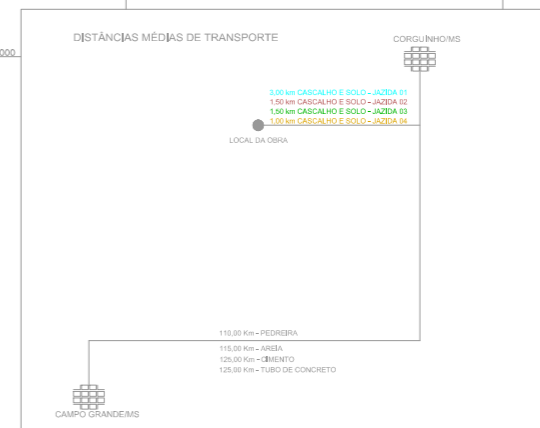 000
DISTÂNCIAS MÉDIAS DE TRANSPORTE
CORGUINHO/MS
3,00 km CASCALHO E SOLO - JAZIDA 01
1,50 km CASCALHO E SOLO - JAZIDA 02
1,50 km CASCALHO E SOLO - JAZIDA 03
1,00 km CASCALHO E SOLO - JAZIDA 04
LOCAL DA OBRA
110,00 Km - PEDREIRA
115,00 Km - AREIA
125,00 Km - CIMENTO
125,00 Km - TUBO DE CONCRETO
CAMPO GRANDE/MS